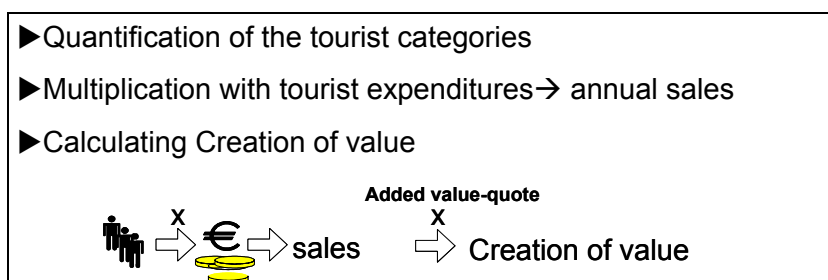 ▶Quantification of the tourist categories
▶Multiplication with tourist expenditures→ annual sales
▶Calculating Creation of value
Added value-quote
X € sales X Creation of value